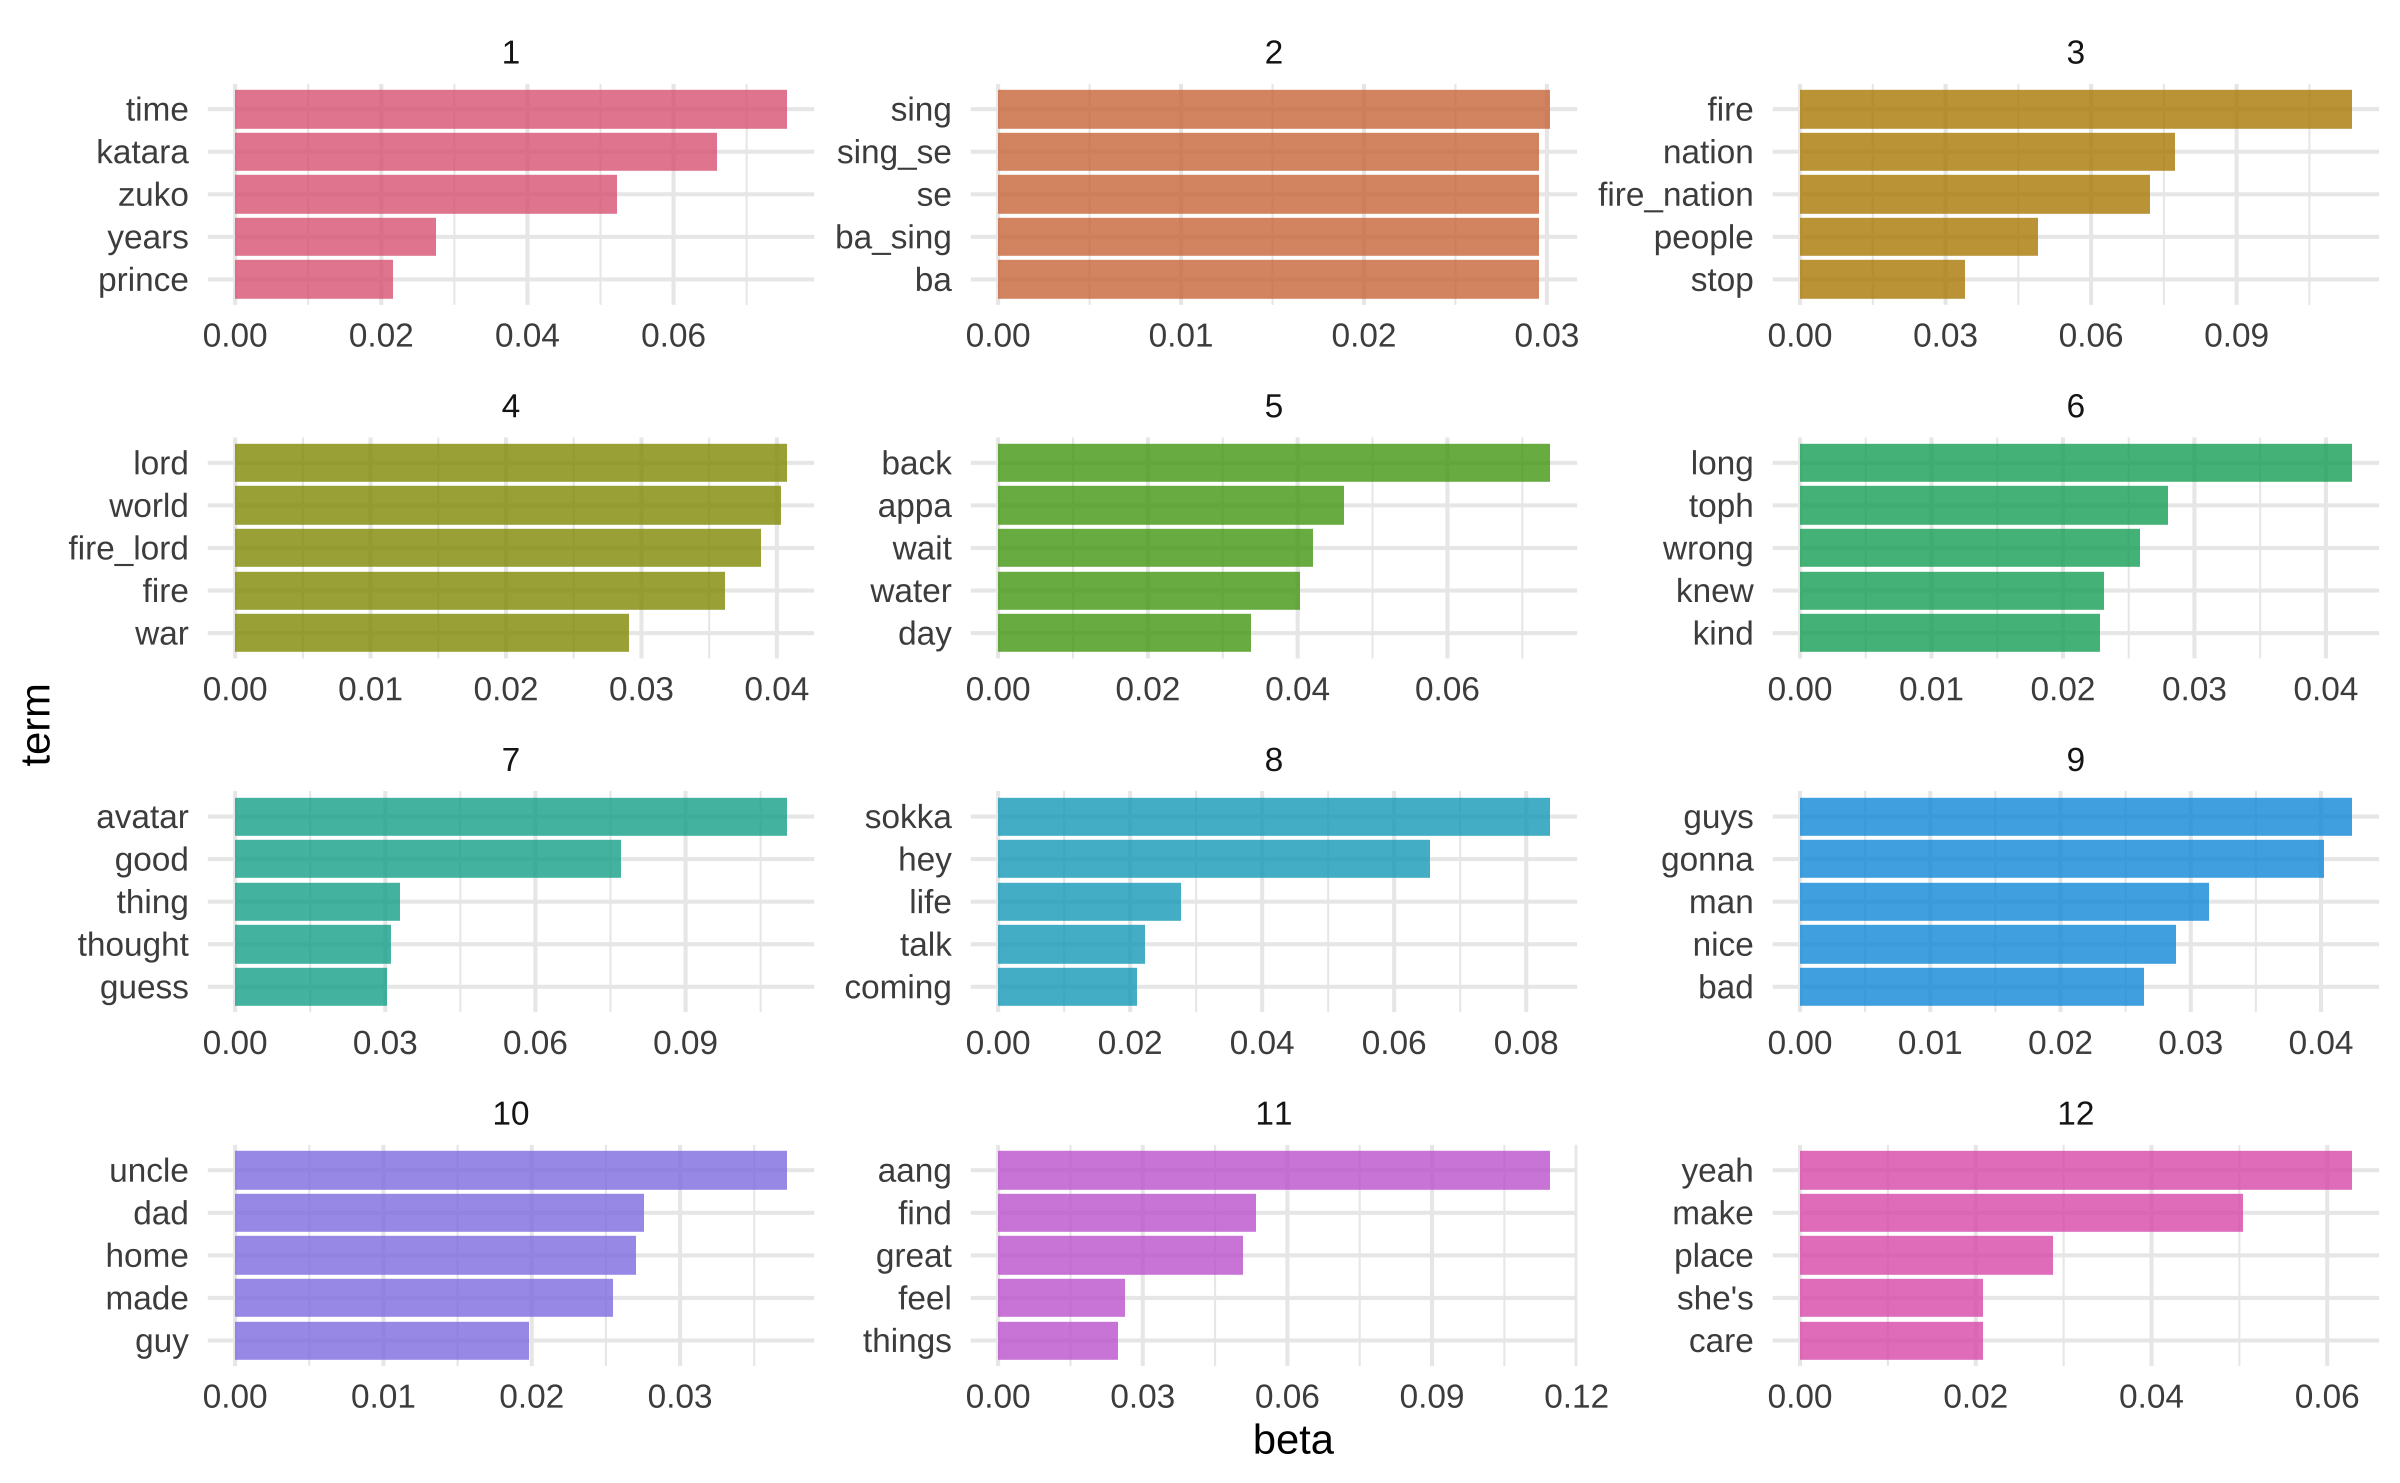 1
time
katara
zuko
years
prince
0.00 0.02 0.04 0.06
2
sing
sing_se
se
ba_sing
ba
0.00 0.01 0.02 0.03
3
fire
nation
fire_nation
people
stop
0.00 0.03 0.06 0.09
4
lord
world
fire_lord
fire
war
0.00 0.01 0.02 0.03 0.04
5
back
appa
wait
water
day
0.00 0.02 0.04 0.06
6
long
toph
wrong
knew
kind
0.00 0.01 0.02 0.03 0.04
7
avatar
good
thing
thought
guess
0.00 0.03 0.06 0.09
8
sokka
hey
life
talk
coming
0.00 0.02 0.04 0.06 0.08
9
guys
gonna
man
nice
bad
0.00 0.01 0.02 0.03 0.04
10
uncle
dad
home
made
guy
0.00 0.01 0.02 0.03
11
aang
find
great
feel
things
0.00 0.03 0.06 0.09 0.12
12
yeah
make
place
she's
care
0.00 0.02 0.04 0.06
term
beta